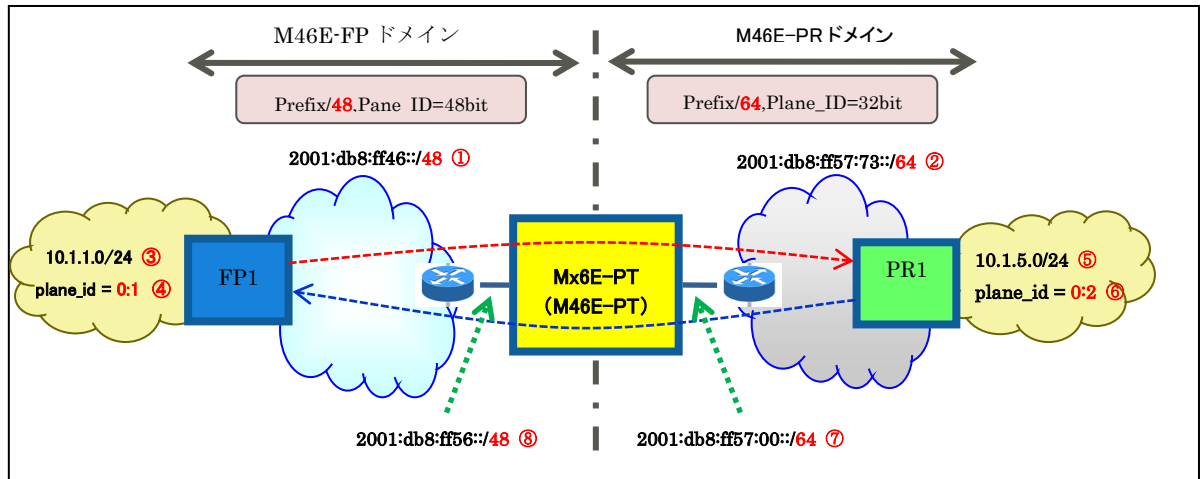 M46E-FP ドメイン
M46E-PRドメイン
Prefix/48,Pane ID=48bit
Prefix/64,Plane_ID=32bit
2001:db8:ff46::/48 ①
2001:db8:ff57:73::/64 ②
10.1.1.0/24 ③
plane_id = 0:1 ④
FP1
Mx6E-PT
(M46E-PT)
PR1
10.1.5.0/24 ⑤
plane_id = 0:2 ⑥
2001:db8:ff56::/48 ⑧
2001:db8:ff57:00::/64 ⑦